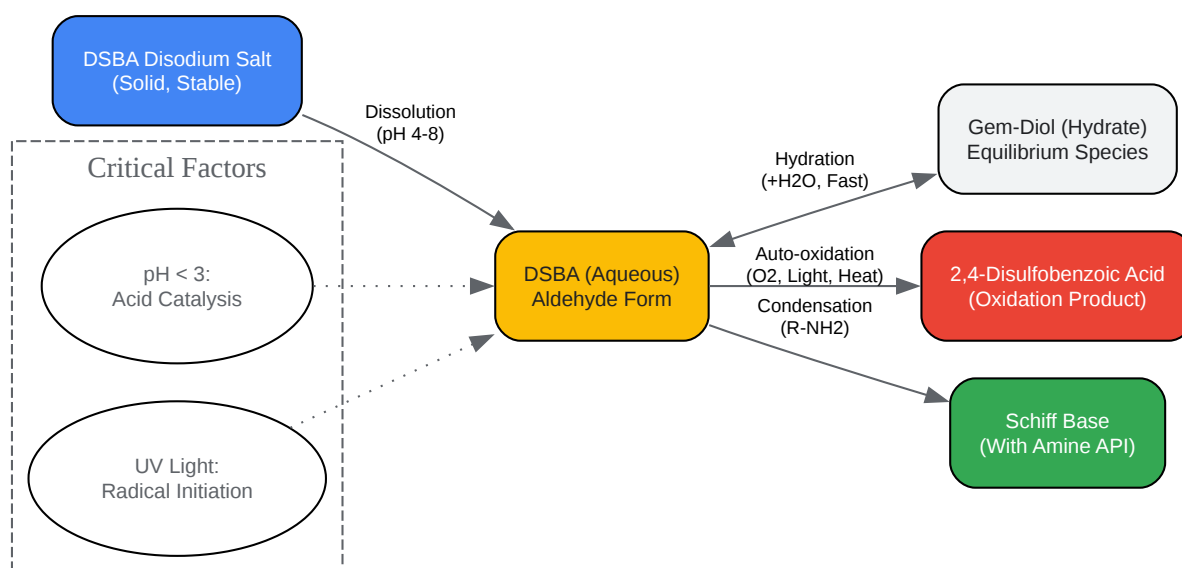 DSBA Disodium Salt
(Solid, Stable)
Dissolution
(pH 4-8)
Critical Factors
pH < 3:
Acid Catalysis
UV Light:
Radical Initiation
DSBA (Aqueous)
Aldehyde Form
Hydration
(+H2O, Fast)
Auto-oxidation
(O2, Light, Heat)
Condensation
(R-NH2)
Gem-Diol (Hydrate)
Equilibrium Species
2,4-Disulfobenzoic Acid
(Oxidation Product)
Schiff Base
(With Amine API)